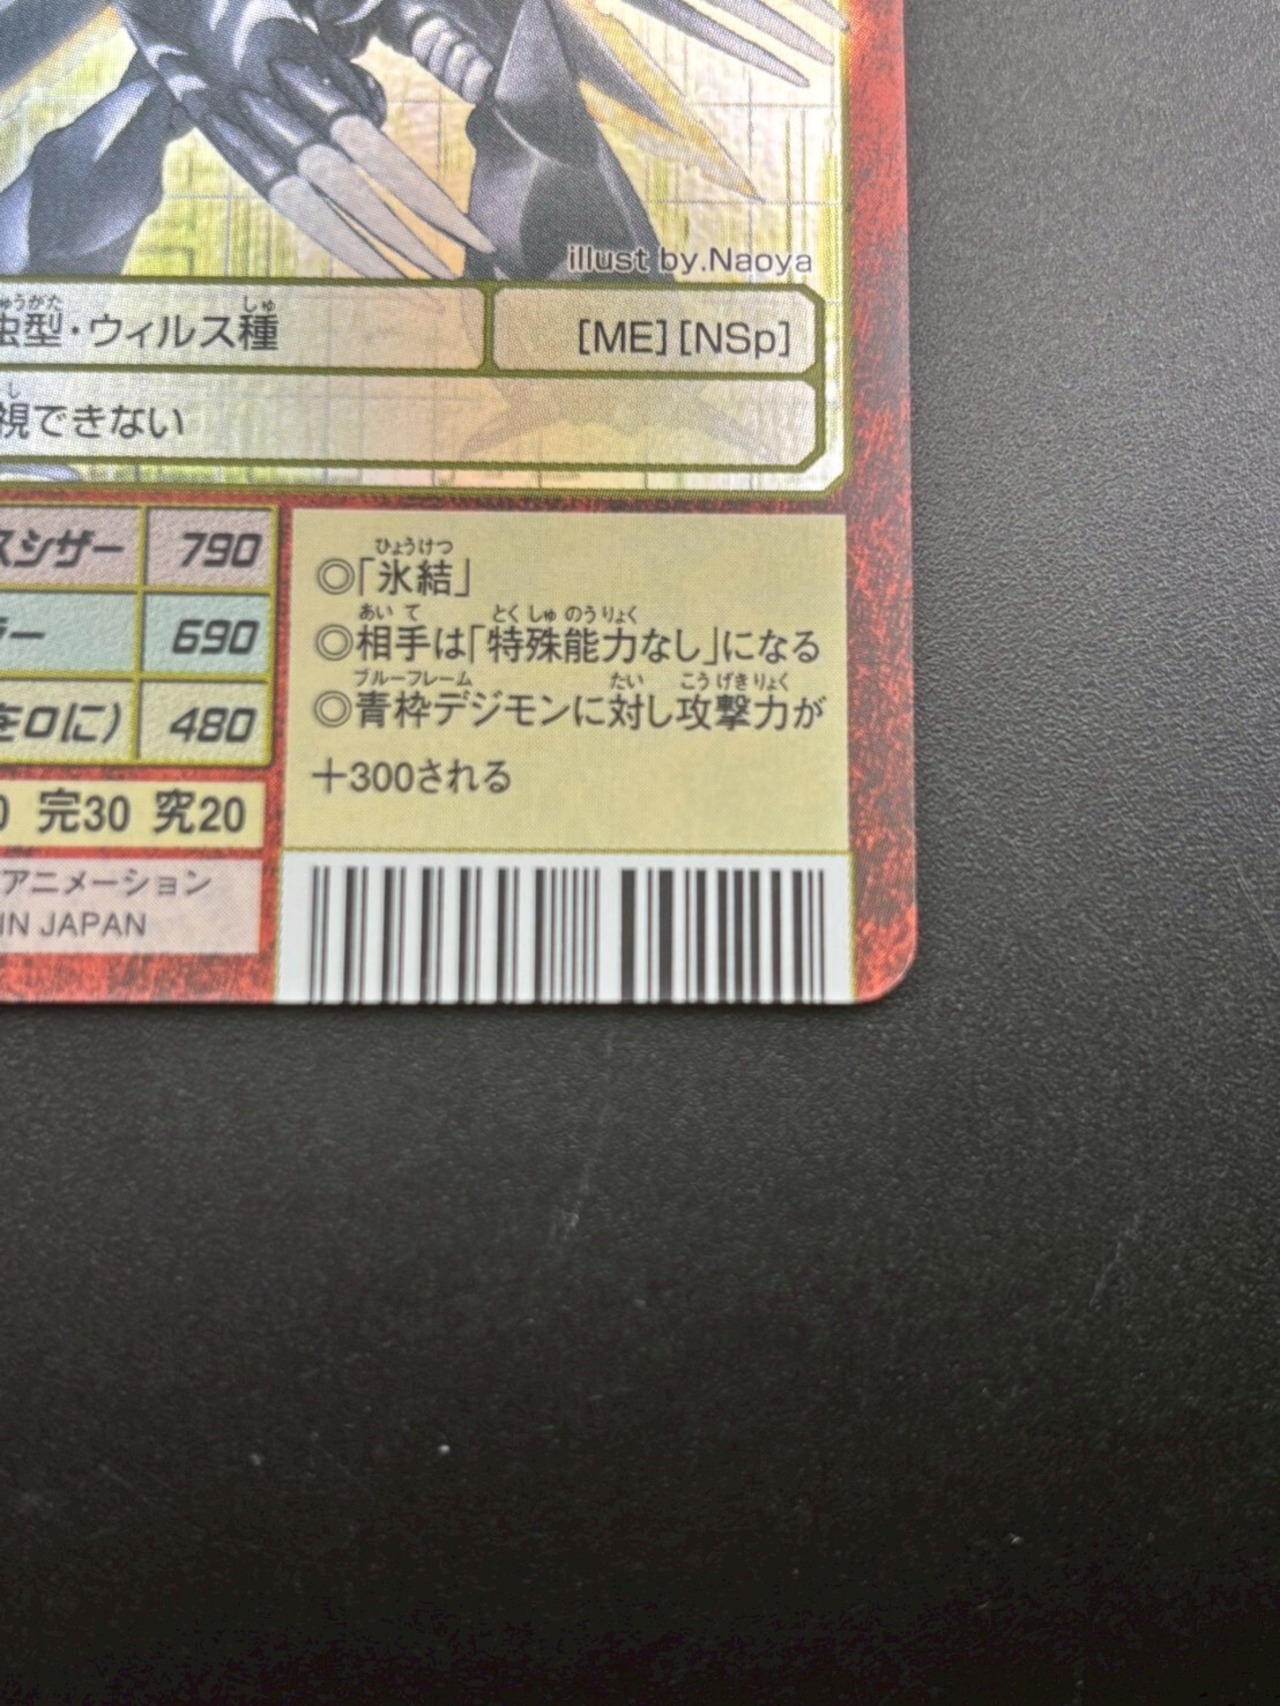 illust by.Naoya
ゅうがた しゅ
虫型・ウィルス種
[ME][NSp]
し
視できない
スシザー 790
ラー 690
を0に) 480
0 完30 究20
アニメーション
IN JAPAN
ひょうけつ
◎「氷結」
あいて とくしゅのうりょく
◎相手は「特殊能力なし」になる
ブルーフレーム たい こうげきりょく
◎青枠デジモンに対し攻撃力が
＋300される